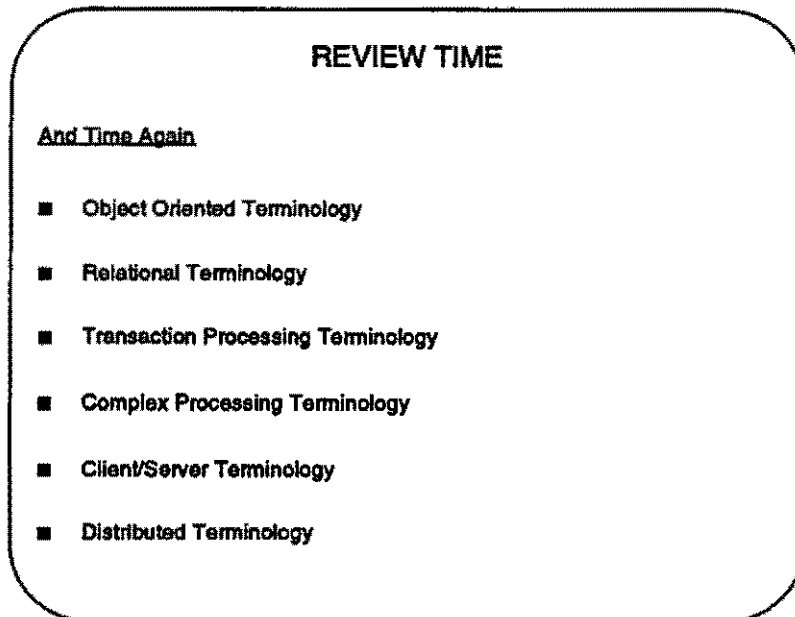 REVIEW TIME
And Time Again
■ Object Oriented Terminology
■ Relational Terminology
■ Transaction Processing Terminology
■ Complex Processing Terminology
■ Client/Server Terminology
■ Distributed Terminology